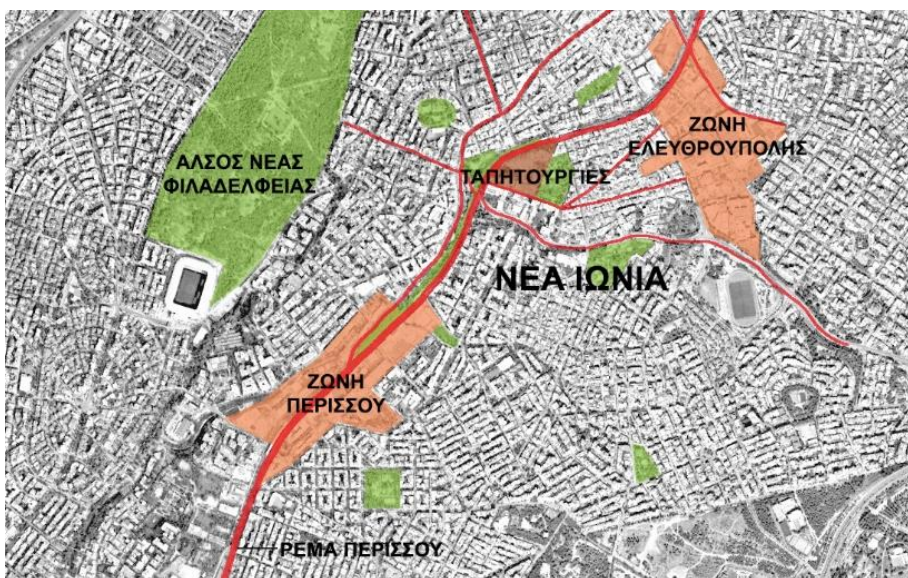 ΖΩΝΗ
ΕΛΕΥΘΡΟΥΠΟΛΗΣ
ΑΛΣΟΣ ΝΕΑΣ
ΦΙΛΑΔΕΛΦΕΙΑΣ
ΤΑΠΗΤΟΥΡΓΙΕΣ
ΝΕΑ ΙΩΝΙΑ
ΖΩΝΗ
ΠΕΡΙΣΣΟΥ
ΡΕΜΑ ΠΕΡΙΣΣΟΥ